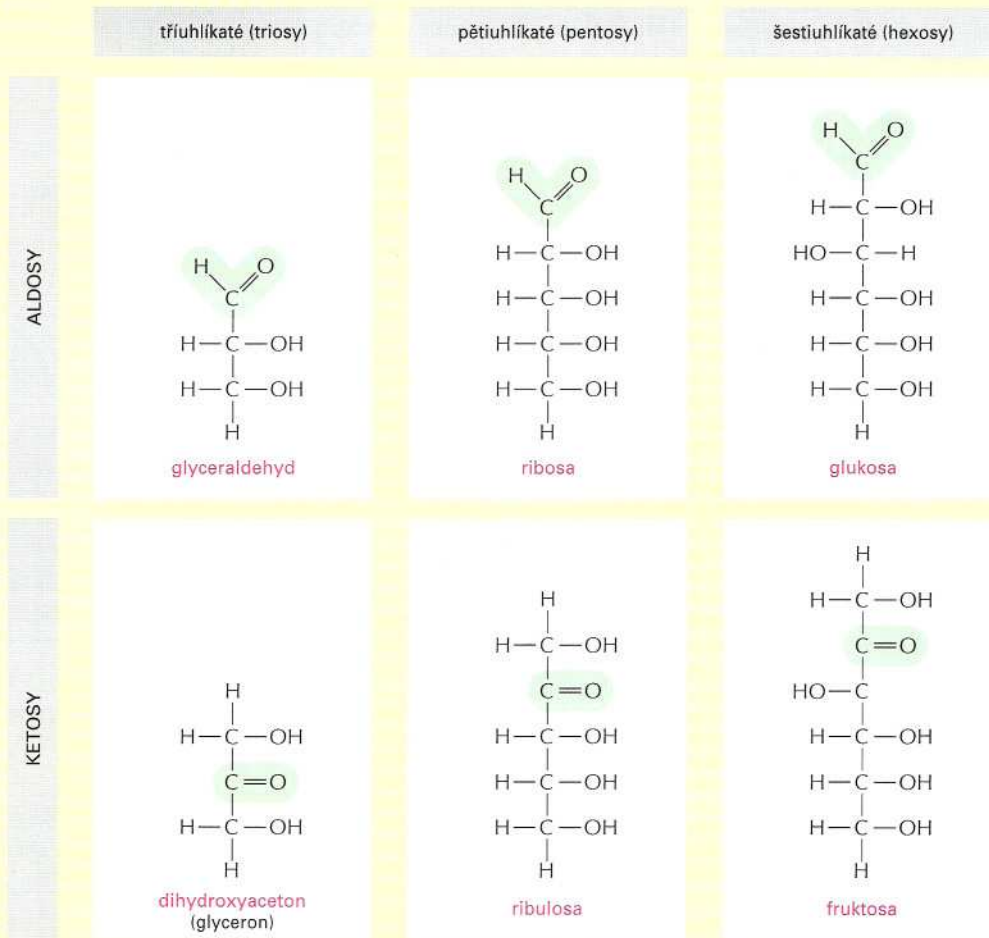 tříuhlíkaté (triosy)
pětiuhlíkaté (pentosy)
šestiuhlíkaté (hexosy)
ALDOSY
H O
C
H—C—OH
H—C—OH
H
glyceraldehyd
H O
C
H—C—OH
H—C—OH
H—C—OH
H—C—OH
H
ribosa
H O
C
H—C—OH
HO—C—H
H—C—OH
H—C—OH
H—C—OH
H
glukosa
KETOSY
H
H—C—OH
C=O
H—C—OH
H
dihydroxyaceton
(glyceron)
H
H—C—OH
C=O
H—C—OH
H—C—OH
H—C—OH
H
ribulosa
H
H—C—OH
C=O
HO—C
H—C—OH
H—C—OH
H—C—OH
H
fruktosa